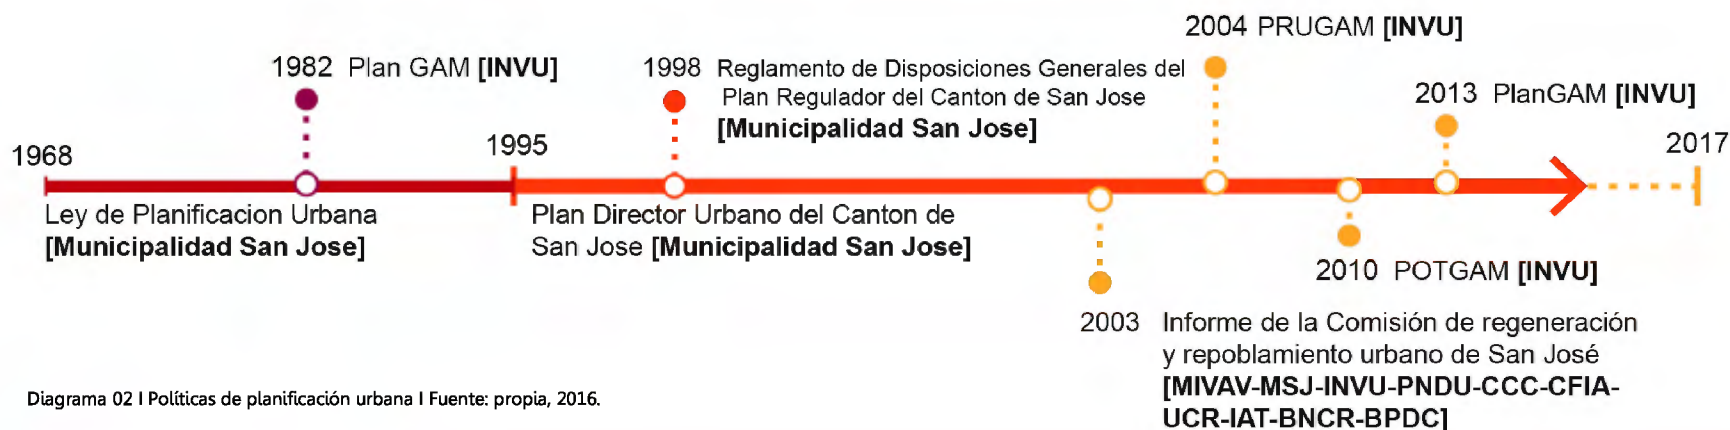 2004 PRUGAM [INVU]
1982 Plan GAM [INVU]
1998 Reglamento de Disposiciones Generales del
Plan Regulador del Canton de San Jose
[Municipalidad San Jose]
2013 PlanGAM [INVU]
1968
1995
2017
Ley de Planificacion Urbana
[Municipalidad San Jose]
Plan Director Urbano del Canton de
San Jose [Municipalidad San Jose]
2010 POTGAM [INVU]
2003 Informe de la Comisión de regeneración
y repoblamiento urbano de San José
[MIVAV-MSJ-INVU-PNDU-CCC-CFIA-
UCR-IAT-BNCR-BPDC]
Diagrama 02 I Políticas de planificación urbana I Fuente: propia, 2016.